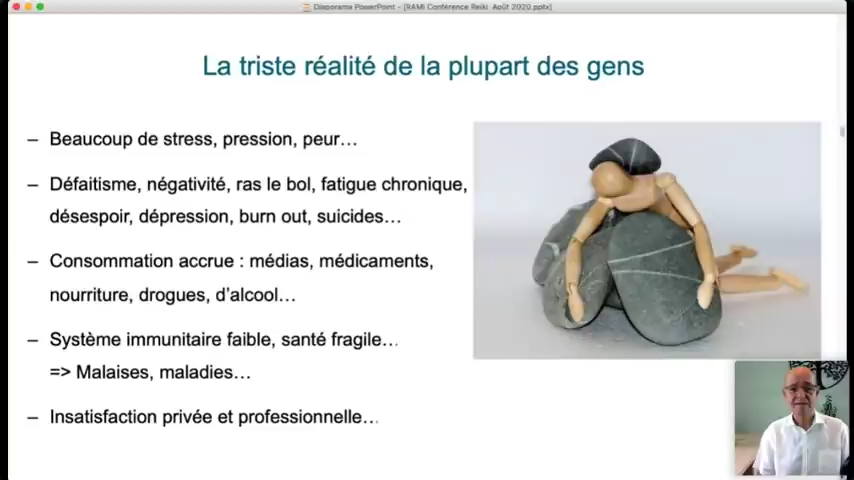 Diaporama PowerPoint - [RAMI Conférence Reiki Août 2020.pptx]
La triste réalité de la plupart des gens
– Beaucoup de stress, pression, peur…
– Défaitisme, négativité, ras le bol, fatigue chronique,
désespoir, dépression, burn out, suicides…
– Consommation accrue : médias, médicaments,
nourriture, drogues, d’alcool…
– Système immunitaire faible, santé fragile…
=> Malaises, maladies…
– Insatisfaction privée et professionnelle…